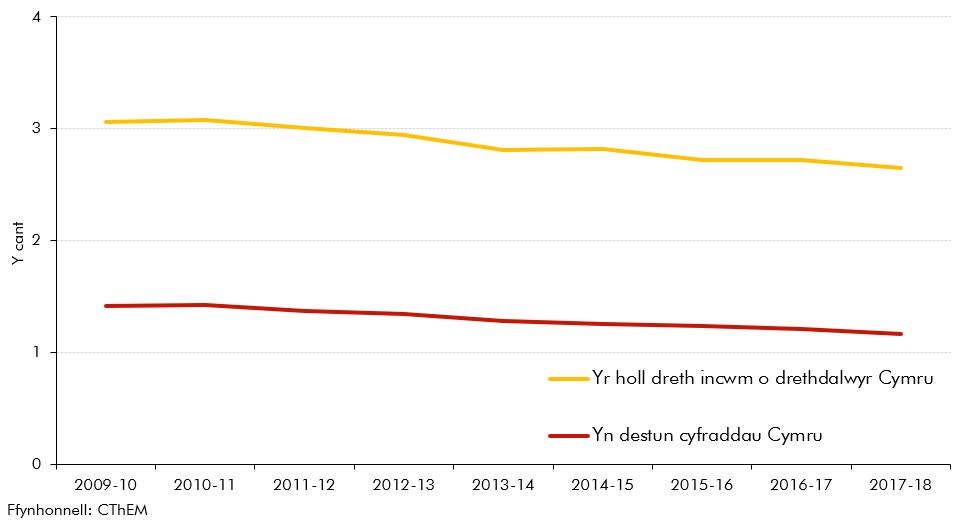 4
3
2
1
0
Y cant
Yr holl dreth incwm o drethdalwyr Cymru
Yn destun cyfraddau Cymru
2009-10 2010-11 2011-12 2012-13 2013-14 2014-15 2015-16 2016-17 2017-18
Ffynhonnell: CThEM